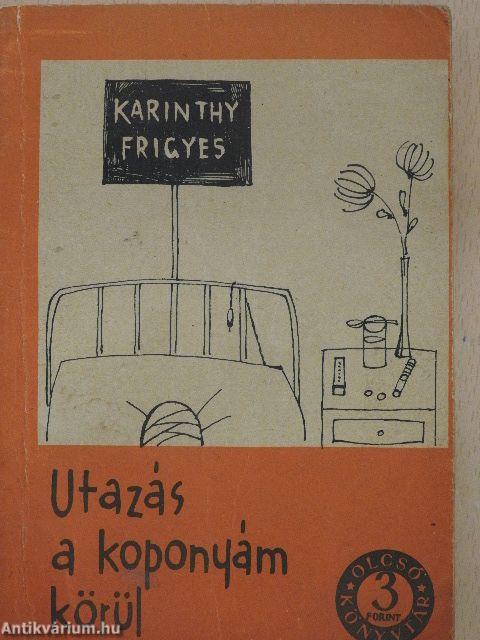 KARINTHY
FRIGYES
Utazás
a koponyám
körül
OLCSÓ
3
FORINT
KÖNYVTÁR
Antikvárium.hu